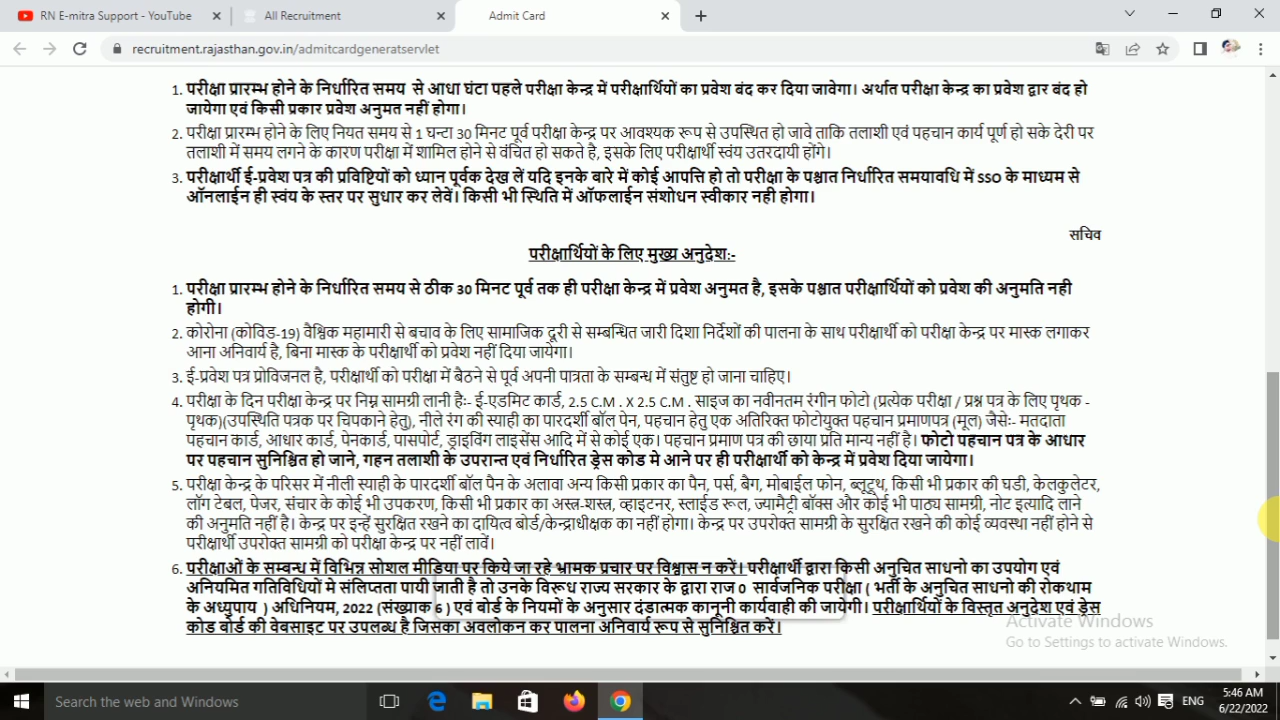 RN E-mitra Support - YouTube
All Recruitment
Admit Card
recruitment.rajasthan.gov.in/admitcardgeneratservlet
1. परीक्षा प्रारम्भ होने के निर्धारित समय से आधा घंटा पहले परीक्षा केन्द्र में परीक्षार्थियों का प्रवेश बंद कर दिया जावेगा। अर्थात परीक्षा केन्द्र का प्रवेश द्वार बंद हो
जायेगा एवं किसी प्रकार प्रवेश अनुमत नहीं होगा।
2. परीक्षा प्रारम्भ होने के लिए नियत समय से 1 घन्टा 30 मिनट पूर्व परीक्षा केन्द्र पर आवश्यक रूप से उपस्थित हो जावे ताकि तलाशी एवं पहचान कार्य पूर्ण हो सके देरी पर
तलाशी में समय लगने के कारण परीक्षा में शामिल होने से वंचित हो सकते है, इसके लिए परीक्षार्थी स्वंय उतरदायी होंगे।
3. परीक्षार्थी ई-प्रवेश पत्र की प्रविष्टियों को ध्यान पूर्वक देख लें यदि इनके बारे में कोई आपत्ति हो तो परीक्षा के पश्चात निर्धारित समयावधि में SSO के माध्यम से
ऑनलाईन ही स्वंय के स्तर पर सुधार कर लेवें। किसी भी स्थिति में ऑफलाईन संशोधन स्वीकार नही होगा।
सचिव
परीक्षार्थियों के लिए मुख्य अनुदेश:-
1. परीक्षा प्रारम्भ होने के निर्धारित समय से ठीक 30 मिनट पूर्व तक ही परीक्षा केन्द्र में प्रवेश अनुमत है, इसके पश्चात परीक्षार्थियों को प्रवेश की अनुमति नही
होगी।
2. कोरोना (कोविड-19) वैश्विक महामारी से बचाव के लिए सामाजिक दूरी से सम्बन्धित जारी दिशा निर्देशों की पालना के साथ परीक्षार्थी को परीक्षा केन्द्र पर मास्क लगाकर
आना अनिवार्य है, बिना मास्क के परीक्षार्थी को प्रवेश नहीं दिया जायेगा।
3. ई-प्रवेश पत्र प्रोविजनल है, परीक्षार्थी को परीक्षा में बैठने से पूर्व अपनी पात्रता के सम्बन्ध में संतुष्ट हो जाना चाहिए।
4. परीक्षा के दिन परीक्षा केन्द्र पर निम्न सामग्री लानी है:- ई-एडमिट कार्ड, 2.5 C.M . X 2.5 C.M . साइज का नवीनतम रंगीन फोटो (प्रत्येक परीक्षा / प्रश्न पत्र के लिए पृथक -
पृथक)(उपस्थिति पत्रक पर चिपकाने हेतु), नीले रंग की स्याही का पारदर्शी बॉल पेन, पहचान हेतु एक अतिरिक्त फोटोयुक्त पहचान प्रमाणपत्र (मूल) जैसे:- मतदाता
पहचान कार्ड, आधार कार्ड, पेनकार्ड, पासपोर्ट, ड्राइविंग लाइसेंस आदि में से कोई एक। पहचान प्रमाण पत्र की छाया प्रति मान्य नहीं है। फोटो पहचान पत्र के आधार
पर पहचान सुनिश्चित हो जाने, गहन तलाशी के उपरान्त एवं निर्धारित ड्रेस कोड मे आने पर ही परीक्षार्थी को केन्द्र में प्रवेश दिया जायेगा।
5. परीक्षा केन्द्र के परिसर में नीली स्याही के पारदर्शी बॉल पैन के अलावा अन्य किसी प्रकार का पैन, पर्स, बैग, मोबाईल फोन, ब्लूटूथ, किसी भी प्रकार की घडी, केलकुलेटर,
लॉग टेबल, पेजर, संचार के कोई भी उपकरण, किसी भी प्रकार का अस्त्र-शस्त्र, व्हाइटनर, स्लाईड रूल, ज्यामैट्री बॉक्स और कोई भी पाठ्य सामग्री, नोट इत्यादि लाने
की अनुमति नहीं है। केन्द्र पर इन्हें सुरक्षित रखने का दायित्व बोर्ड/केन्द्राधीक्षक का नहीं होगा। केन्द्र पर उपरोक्त सामग्री के सुरक्षित रखने की कोई व्यवस्था नहीं होने से
परीक्षार्थी उपरोक्त सामग्री को परीक्षा केन्द्र पर नहीं लावें।
6. परीक्षाओं के सम्बन्ध में विभिन्न सोशल मीडिया पर किये जा रहे भ्रामक प्रचार पर विश्वास न करें। परीक्षार्थी द्वारा किसी अनुचित साधनो का उपयोग एवं
अनियमित गतिविधियों मे संलिप्तता पायी जाती है तो उनके विरूध राज्य सरकार के द्वारा राज 0 सार्वजनिक परीक्षा ( भर्ती के अनुचित साधनो की रोकथाम
के अध्युपाय ) अधिनियम, 2022 (संख्याक 6 ) एवं बोर्ड के नियमों के अनुसार दंडात्मक कानूनी कार्यवाही की जायेगी। परीक्षार्थियों के विस्तृत अनुदेश एवं ड्रेस
कोड बोर्ड की वेबसाइट पर उपलब्ध है जिसका अवलोकन कर पालना अनिवार्य रूप से सुनिश्चित करें।
Activate Windows
Go to Settings to activate Windows.
Search the web and Windows
ENG
5:46 AM
6/22/2022